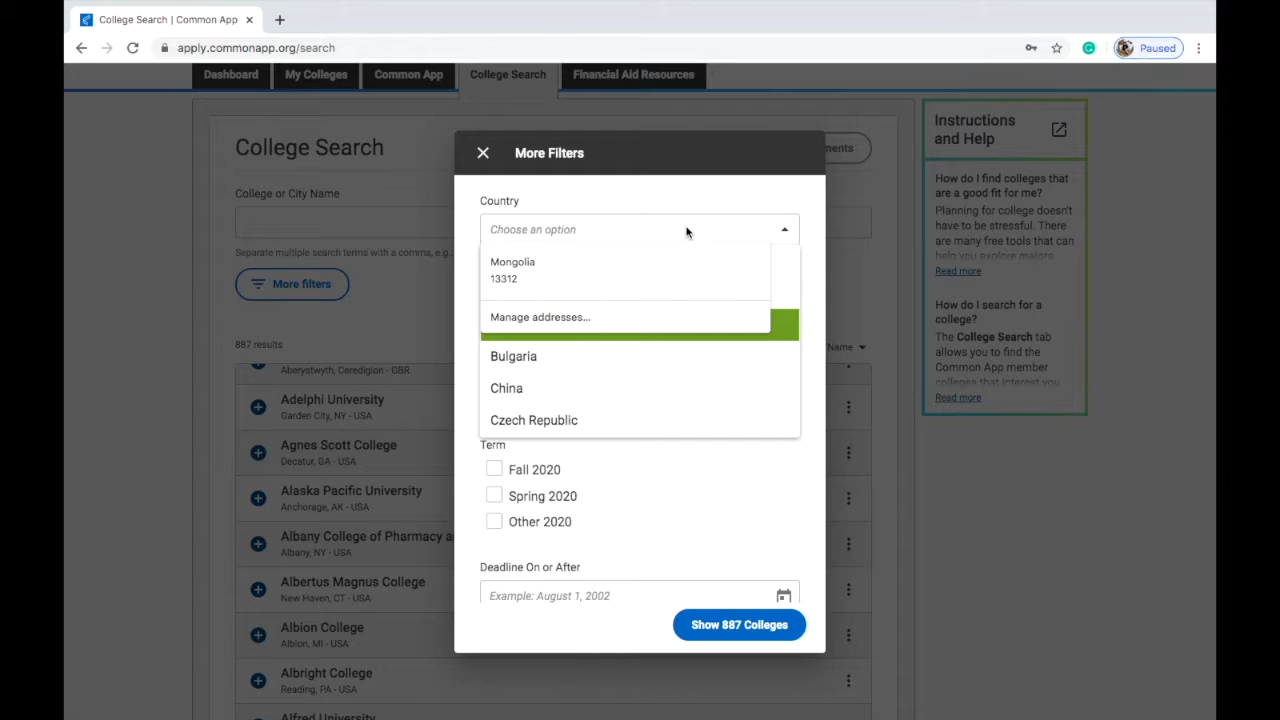 College Search | Common App
apply.commonapp.org/search
Paused
Dashboard
My Colleges
Common App
College Search
Financial Aid Resources
College Search
College or City Name
Separate multiple search terms with a comma, e.g.
More filters
887 results
Name
Aberystwyth, Ceredigion - GBR
Adelphi University
Garden City, NY - USA
Agnes Scott College
Decatur, GA - USA
Alaska Pacific University
Anchorage, AK - USA
Albany College of Pharmacy a
Albany, NY - USA
Albertus Magnus College
New Haven, CT - USA
Albion College
Albion, MI - USA
Albright College
Reading, PA - USA
Alfred University
More Filters
Country
Choose an option
Mongolia
13312
Manage addresses...
Bulgaria
China
Czech Republic
Term
Fall 2020
Spring 2020
Other 2020
Deadline On or After
Example: August 1, 2002
Show 887 Colleges
Instructions
and Help
How do I find colleges that
are a good fit for me?
Planning for college doesn't
have to be stressful. There
are many free tools that can
help you explore majors
Read more
How do I search for a
college?
The College Search tab
allows you to find the
Common App member
colleges that interest you
Read more